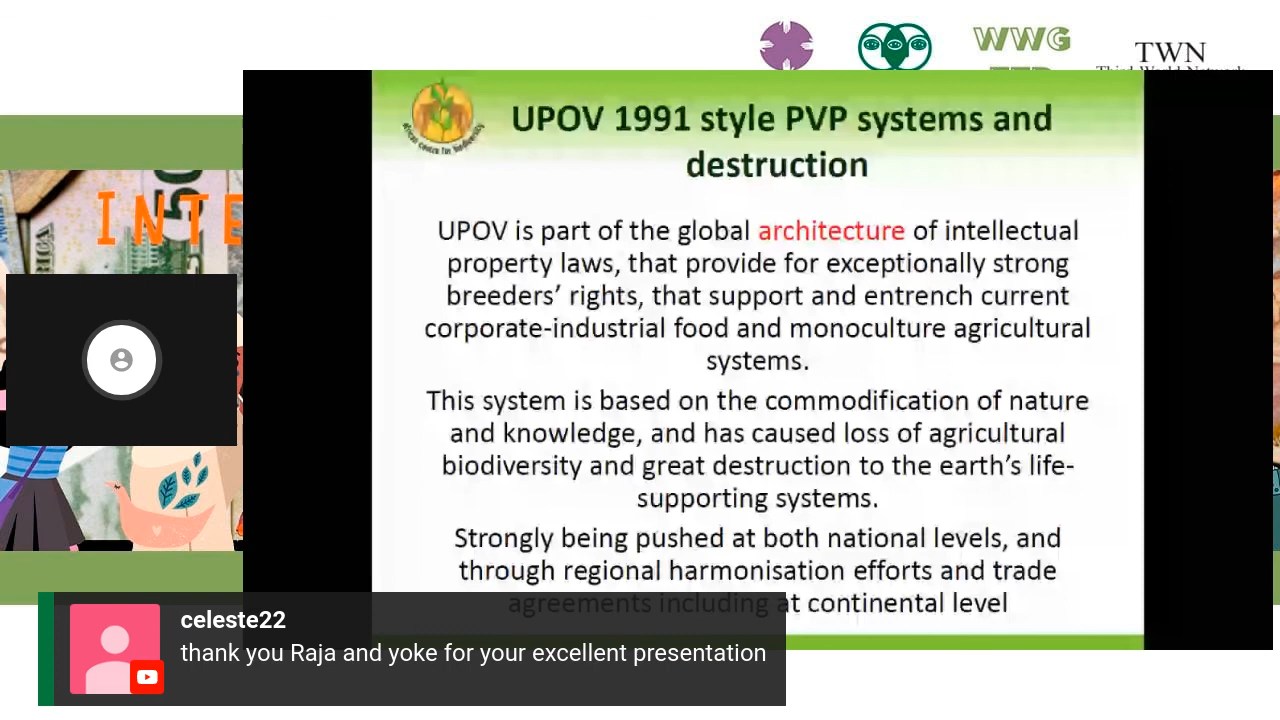 WWG
TWN
Third World Network
INTE
50
UPOV 1991 style PVP systems and
destruction
UPOV is part of the global architecture of intellectual
property laws, that provide for exceptionally strong
breeders' rights, that support and entrench current
corporate-industrial food and monoculture agricultural
systems.
This system is based on the commodification of nature
and knowledge, and has caused loss of agricultural
biodiversity and great destruction to the earth's life-
supporting systems.
Strongly being pushed at both national levels, and
through regional harmonisation efforts and trade
agreements including at continental level
celeste22
thank you Raja and yoke for your excellent presentation